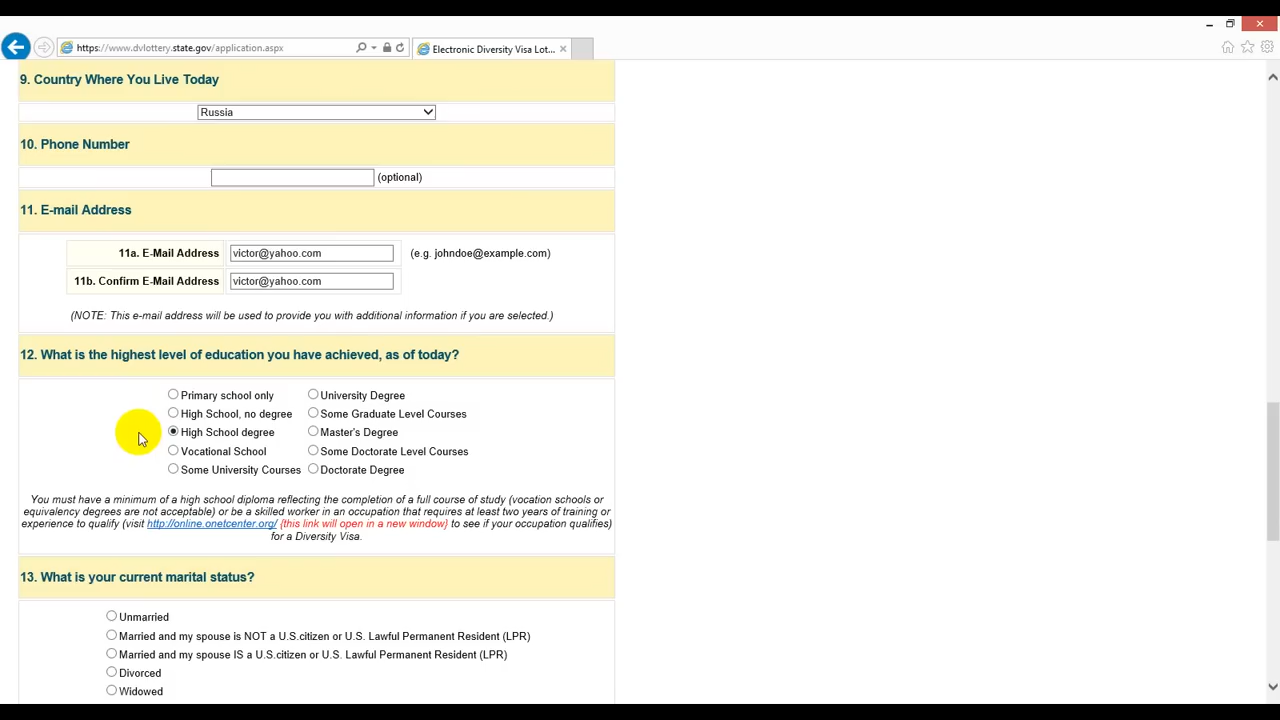 https://www.dvlottery.state.gov/application.aspx
Electronic Diversity Visa Lot...
9. Country Where You Live Today
Russia
10. Phone Number
(optional)
11. E-mail Address
11a. E-Mail Address victor@yahoo.com (e.g. johndoe@example.com)
11b. Confirm E-Mail Address victor@yahoo.com
(NOTE: This e-mail address will be used to provide you with additional information if you are selected.)
12. What is the highest level of education you have achieved, as of today?
Primary school only University Degree
High School, no degree Some Graduate Level Courses
High School degree Master's Degree
Vocational School Some Doctorate Level Courses
Some University Courses Doctorate Degree
You must have a minimum of a high school diploma reflecting the completion of a full course of study (vocation schools or
equivalency degrees are not acceptable) or be a skilled worker in an occupation that requires at least two years of training or
experience to qualify (visit http://online.onetcenter.org/ {this link will open in a new window} to see if your occupation qualifies)
for a Diversity Visa.
13. What is your current marital status?
Unmarried
Married and my spouse is NOT a U.S.citizen or U.S. Lawful Permanent Resident (LPR)
Married and my spouse IS a U.S.citizen or U.S. Lawful Permanent Resident (LPR)
Divorced
Widowed